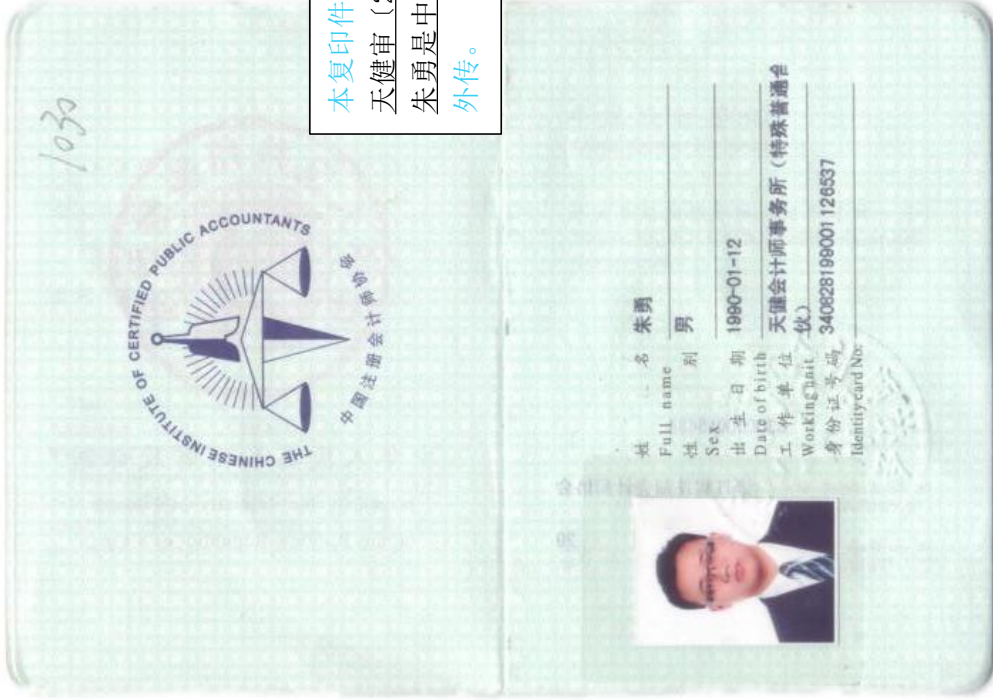 1030
THE CHINESE INSTITUTE OF CERTIFIED PUBLIC ACCOUNTANTS
中国注册会计师协会
本复印件
天健审〔2
朱勇是中
外传。
姓 名 朱勇
Full name
性 别 男
Sex
出生日期 1990-01-12
Date of birth
工作单位 天健会计师事务所（特殊普通合
Working unit 伙）
身份证号码 340828199001126537
Identity card No.